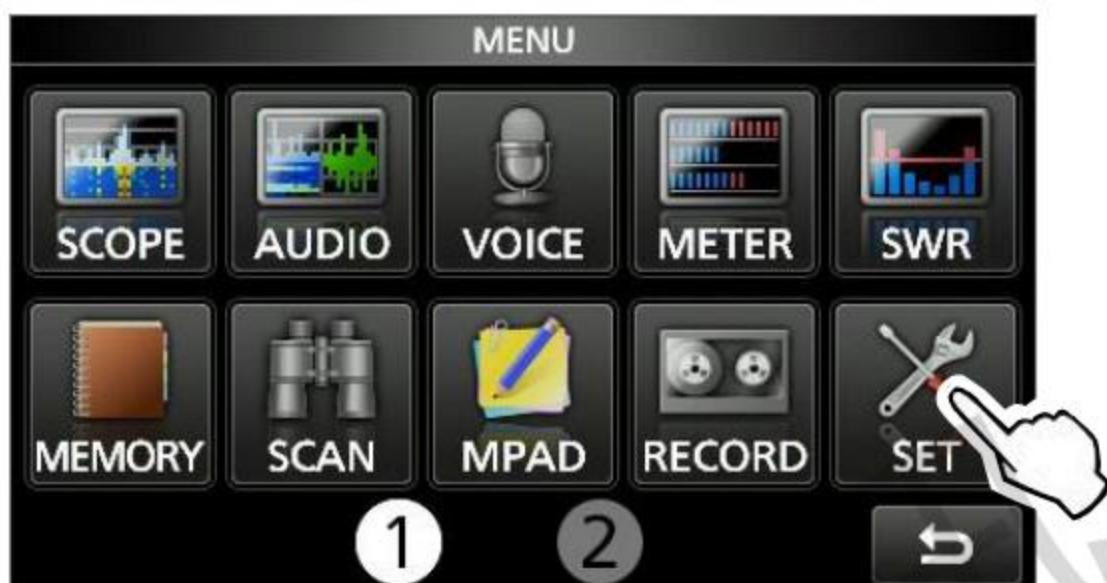 MENU
SCOPE AUDIO VOICE METER SWR
MEMORY SCAN MPAD RECORD SET
1 2